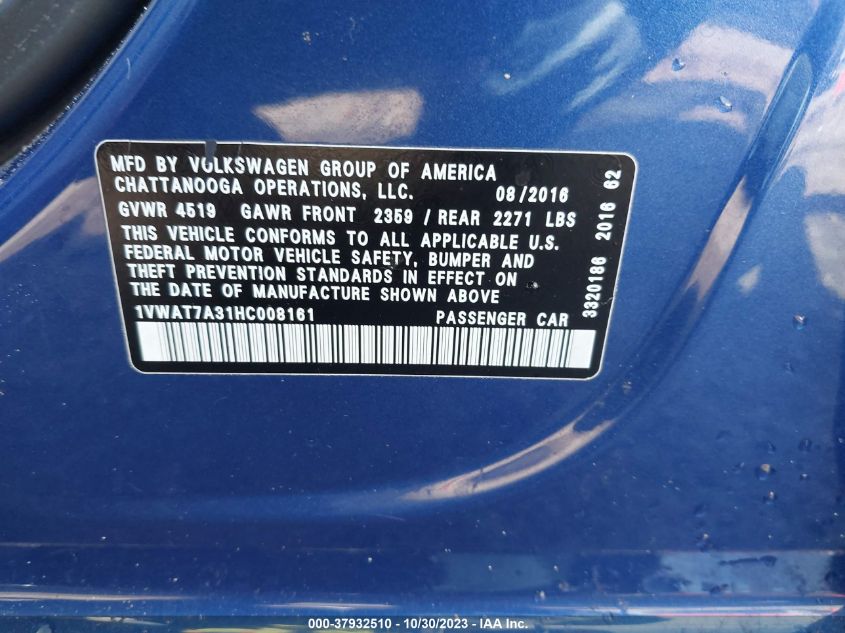 MFD BY VOLKSWAGEN GROUP OF AMERICA
CHATTANOOGA OPERATIONS, LLC. 08/2016
GVWR 4519 GAWR FRONT 2359 / REAR 2271 LBS
THIS VEHICLE CONFORMS TO ALL APPLICABLE U.S.
FEDERAL MOTOR VEHICLE SAFETY, BUMPER AND
THEFT PREVENTION STANDARDS IN EFFECT ON
THE DATE OF MANUFACTURE SHOWN ABOVE
1VWAT7A31HC008161 PASSENGER CAR
3320186 2016 62
000-37932510 - 10/30/2023 - IAA Inc.